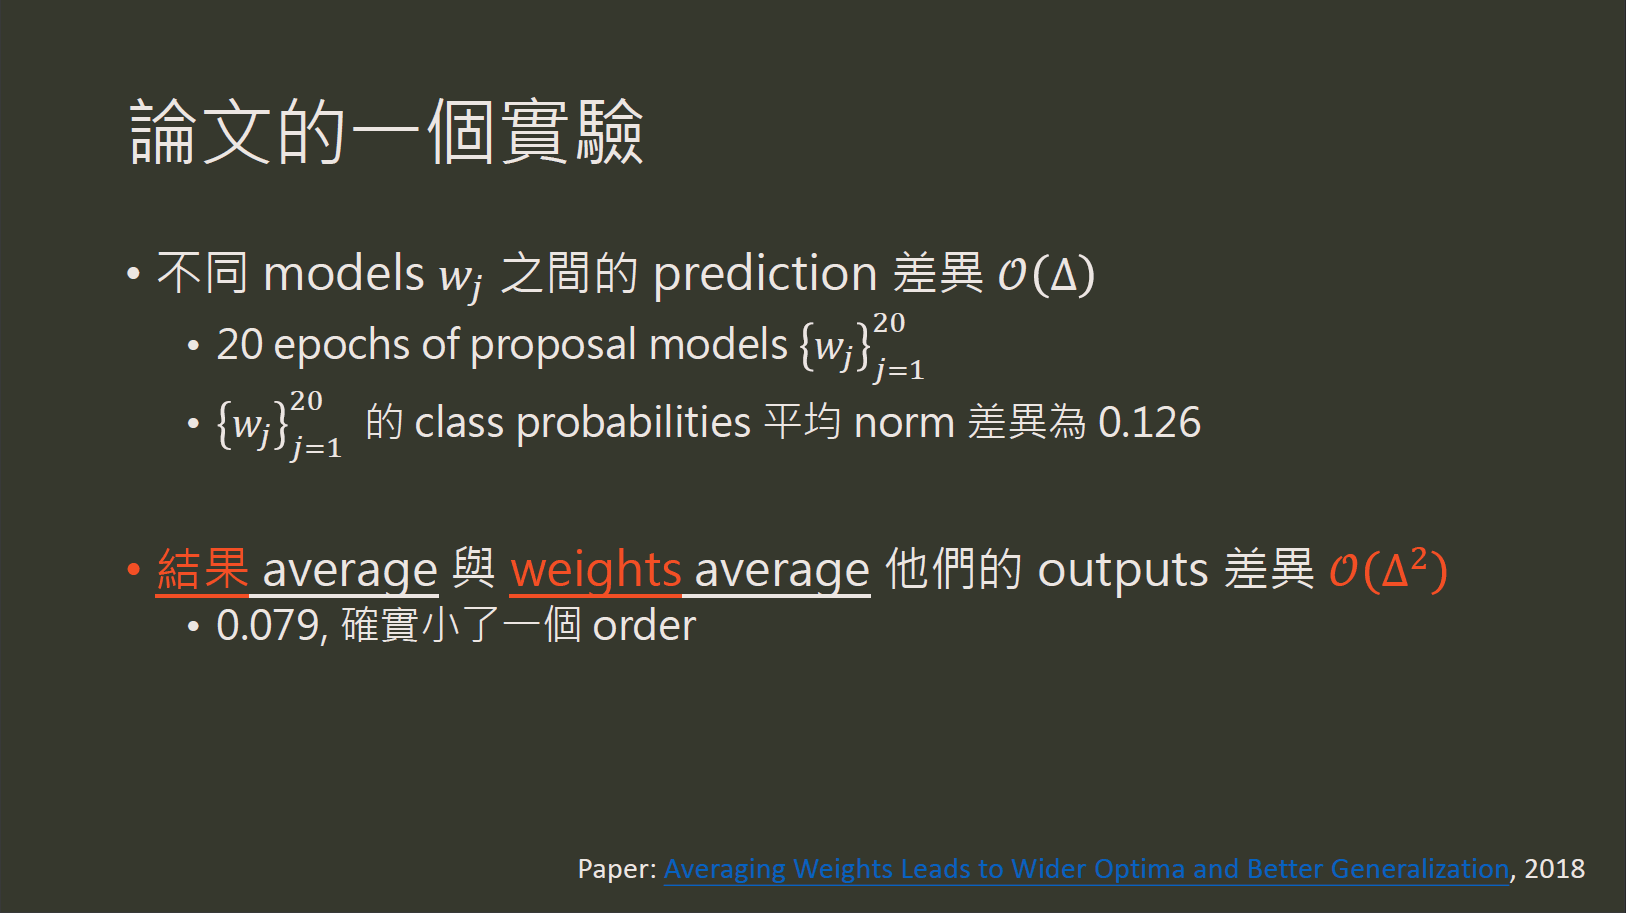 論文的一個實驗
• 不同 models $w_j$ 之間的 prediction 差異 $\mathcal{O}(\Delta)$
• 20 epochs of proposal models $\{w_j\}_{j=1}^{20}$
• $\{w_j\}_{j=1}^{20}$ 的 class probabilities 平均 norm 差異為 0.126
• 結果 average 與 weights average 他們的 outputs 差異 $\mathcal{O}(\Delta^2)$
• 0.079, 確實小了一個 order
Paper: Averaging Weights Leads to Wider Optima and Better Generalization, 2018